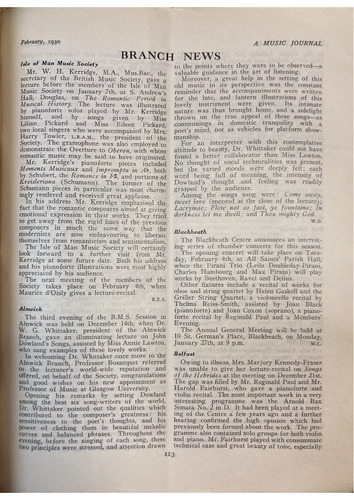 February, 1930
A MUSIC JOURNAL
BRANCH NEWS
Isle of Man Music Society
Mr. W. H. Kerridge, M.A., Mus.Bac., the
secretary of the British Music Society, gave a
lecture before the members of the Isle of Man
Music Society on January 7th, at S. Andrew's
Hall, Douglas, on The Romantic Period in
Musical History. The lecture was illustrated
by pianoforte solos played by Mr. Kerridge
himself, and by songs given by Miss
Lilian Pickard and Miss Eileen Pickard,
two local singers who were accompanied by Mrs.
Harry Towler, L.R.A.M., the president of the
Society. The gramophone was also employed to
demonstrate the Overture to Oberon, with whom
romantic music may be said to have originated.
Mr. Kerridge's pianoforte pieces included
Moments Musicaux and Impromptu in Ab, both
by Schubert, the Romance in F#, and portions of
Kreisleriana, (Schumann). The former of the
Schumann pieces in particular was most charm-
ingly rendered and received great applause.
In his address Mr. Kerridge emphasised the
fact that the romantic composers aimed at giving
emotional expression in their works. They tried
to get away from the rigid lines of the previous
composers in much the same way that the
modernists are now endeavouring to liberate
themselves from romanticism and sentimentalism.
The Isle of Man Music Society will certainly
look forward to a further visit from Mr.
Kerridge at some future date. Both his address
and his pianoforte illustrations were most highly
appreciated by his audience.
The next meeting for the members of the
Society takes place on February 4th, when
Maurice d'Oisly gives a lecture-recital.
Alnwick
The third evening of the B.M.S. Session in
Alnwick was held on December 14th, when Dr.
W. G. Whittaker, president of the Alnwick
Branch, gave an illuminating lecture on John
Dowland's Songs, assisted by Miss Annie Lawton,
who sang examples of these lovely works.
In welcoming Dr. Whittaker once more to the
Alnwick Branch, Professor Bosanquet referred
to the lecturer's world-wide reputation and
offered, on behalf of the Society, congratulations
and good wishes on his new appointment as
Professor of Music at Glasgow University.
Opening his remarks by setting Dowland
among the best six song-writers of the world,
Dr. Whittaker pointed out the qualities which
contributed to the composer's greatness: his
sensitiveness to the poet's thoughts, and his
power of clothing them in beautiful melodic
curves and balanced phrases. Throughout the
evening, before the singing of each song, these
two principles were stressed, and attention drawn
to the points where they were to be observed—a
valuable guidance in the art of listening.
Moreover, a great help in the setting of this
old music in its perspective was the constant
reminder that the accompaniments were written
for the lute, and lantern illustrations of this
lovely instrument were given. Its intimate
nature was thus brought home and a sidelight
thrown on the true appeal of these songs—as
communings in domestic tranquility with a
poet's mind, not as vehicles for platform show-
manship.
For an interpreter with this contemplative
attitude to beauty, Dr. Whittaker could not have
found a better collaborator than Miss Lawton.
No thought of vocal technicalities was present,
but the varied moods were deeply felt: each
word being full of meaning, the intensity of
Dowland's thought and feeling was readily
grasped by the audience.
Among the songs sung were: Come away,
sweet love (encored at the close of the lecture);
Lacrymae; Flow not so fast, ye fountains; In
darkness let me dwell; and Thou mighty God.
Blackheath
The Blackheath Centre announces an interest-
ing series of chamber concerts for this season.
The opening concert will take place on Tues-
day, February 4th, at All Saints' Parish Hall,
when the Pirani Trio (Leila Doubleday-Pirani,
Charles Hambourg and Max Pirani) will play
works by Beethoven, Ravel and Delius.
Other fixtures include a recital of works for
oboe and string quartet by Helen Gaskell and the
Griller String Quartet, a violoncello recital by
Thelma Reiss-Smith, assisted by Joan Black
(pianoforte) and Joan Coxon (soprano), a piano-
forte recital by Reginald Paul and a Members'
Evening.
The Annual General Meeting will be held at
10 St. German's Place, Blackheath, on Monday,
January 27th, at 8 p.m.
Belfast
Owing to illness, Mrs. Marjory Kennedy-Fraser
was unable to give her lecture-recital on Songs
of the Hebrides at the meeting on December 21st.
The gap was filled by Mr. Reginald Paul and Mr.
Harold Fairhurst, who gave a pianoforte and
violin recital. The most important work in a very
interesting programme was the Arnold Bax
Sonata No. 2 in D. It had been played at a meet-
ing of the Centre a few years ago and a further
hearing confirmed the high opinion which had
previously been formed about the work. The pro-
gramme also contained solo groups for both violin
and piano. Mr. Fairhurst played with consummate
technical ease and great beauty of tone, especially
113